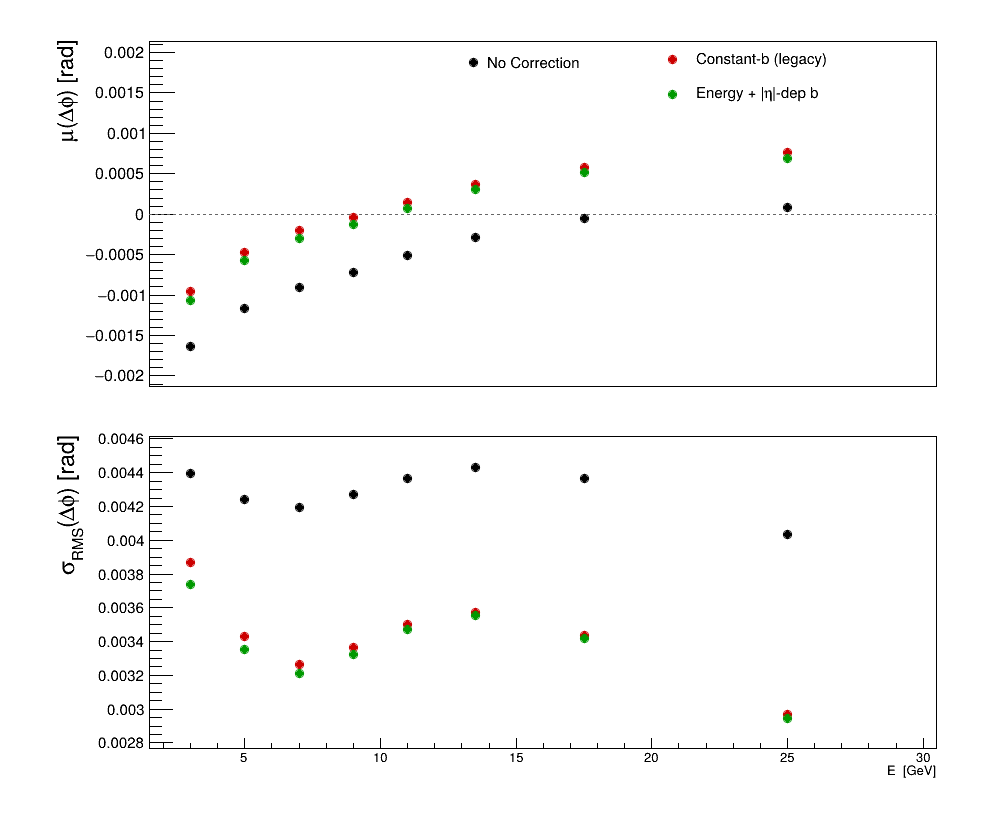 μ(Δϕ) [rad]
0.002
0.0015
0.001
0.0005
0
−0.0005
−0.001
−0.0015
−0.002
No Correction
Constant-b (legacy)
Energy + |η|-dep b
σRMS(Δϕ) [rad]
0.0046
0.0044
0.0042
0.004
0.0038
0.0036
0.0034
0.0032
0.003
0.0028
5 10 15 20 25 30
E [GeV]